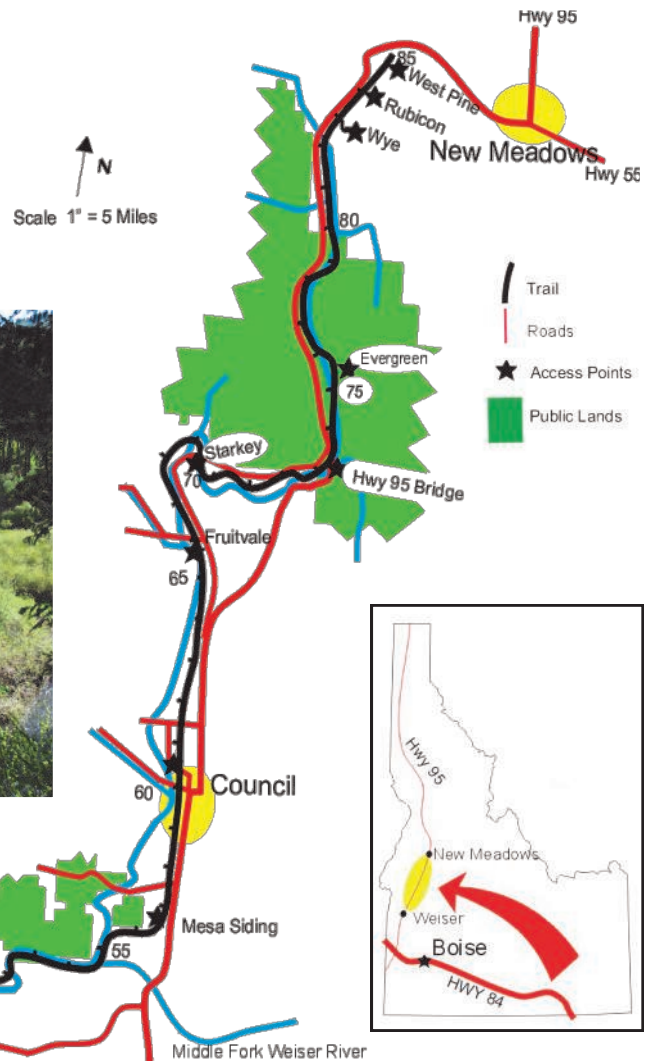 Hwy 95
85
West Pine
Rubicon
Wye
New Meadows
Hwy 55
N
Scale 1" = 5 Miles
80
Trail
Roads
Access Points
Public Lands
Evergreen
75
Starkey
70
Hwy 95 Bridge
Fruitvale
65
Council
60
Mesa Siding
55
Middle Fork Weiser River
Hwy 95
New Meadows
Weiser
Boise
HWY 84